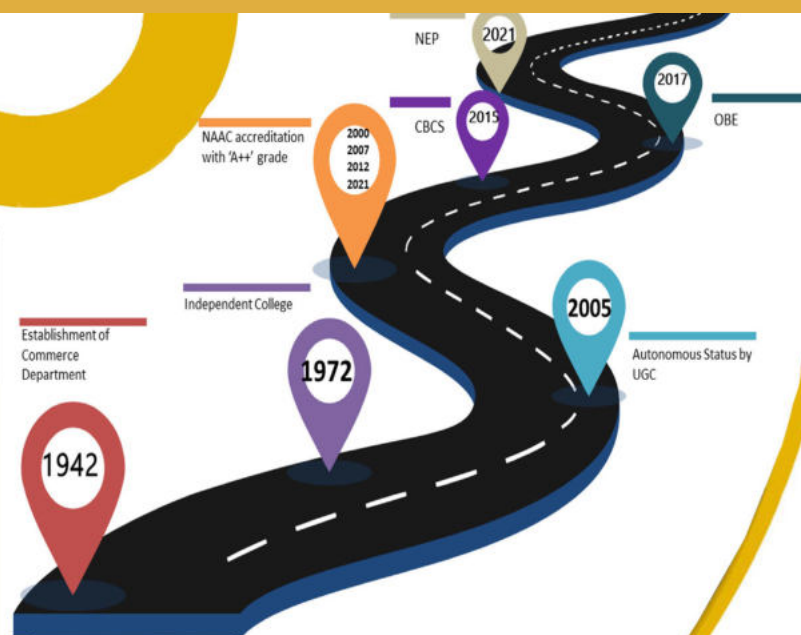 NEP
2021
2017
OBE
CBCS
2015
NAAC accreditation
with ‘A++’ grade
2000
2007
2012
2021
Independent College
1972
2005
Autonomous Status by
UGC
Establishment of
Commerce
Department
1942